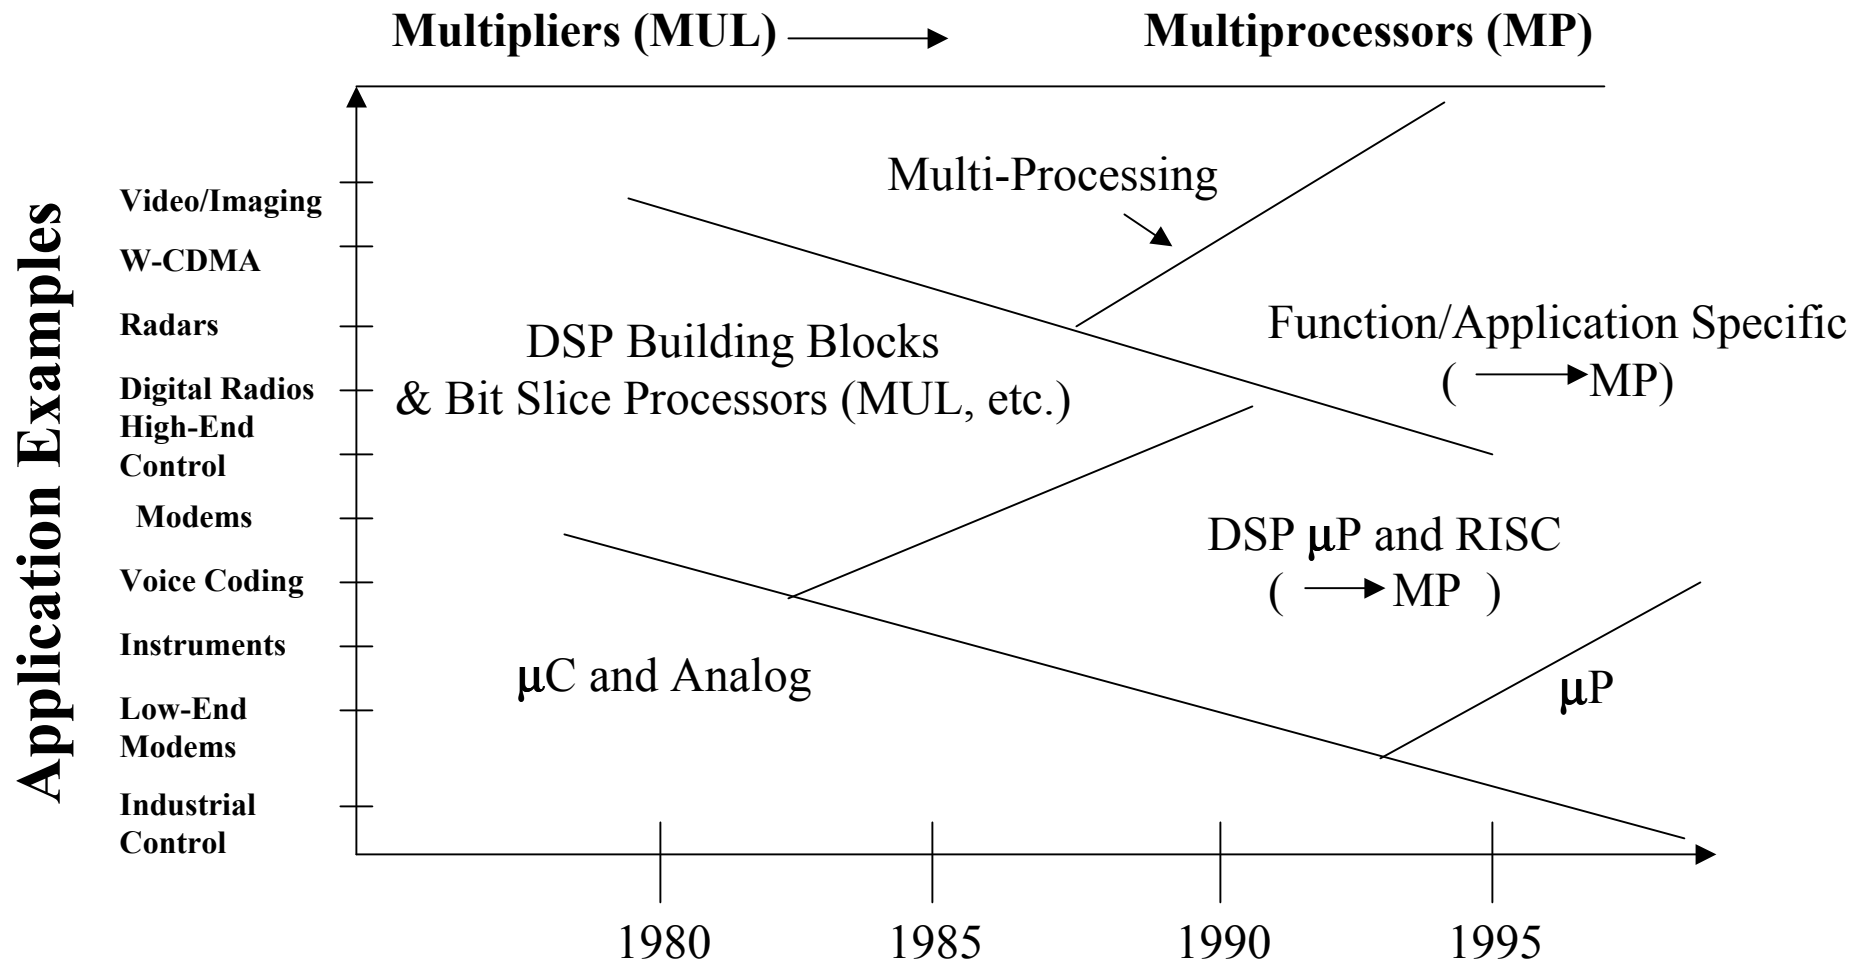 Multipliers (MUL) Multiprocessors (MP)
Application Examples
Video/Imaging
W-CDMA
Radars
Digital Radios
High-End
Control
Modems
Voice Coding
Instruments
Low-End
Modems
Industrial
Control
Multi-Processing
DSP Building Blocks
& Bit Slice Processors (MUL, etc.)
Function/Application Specific
( MP)
DSP µP and RISC
( MP )
µC and Analog
µP
1980 1985 1990 1995